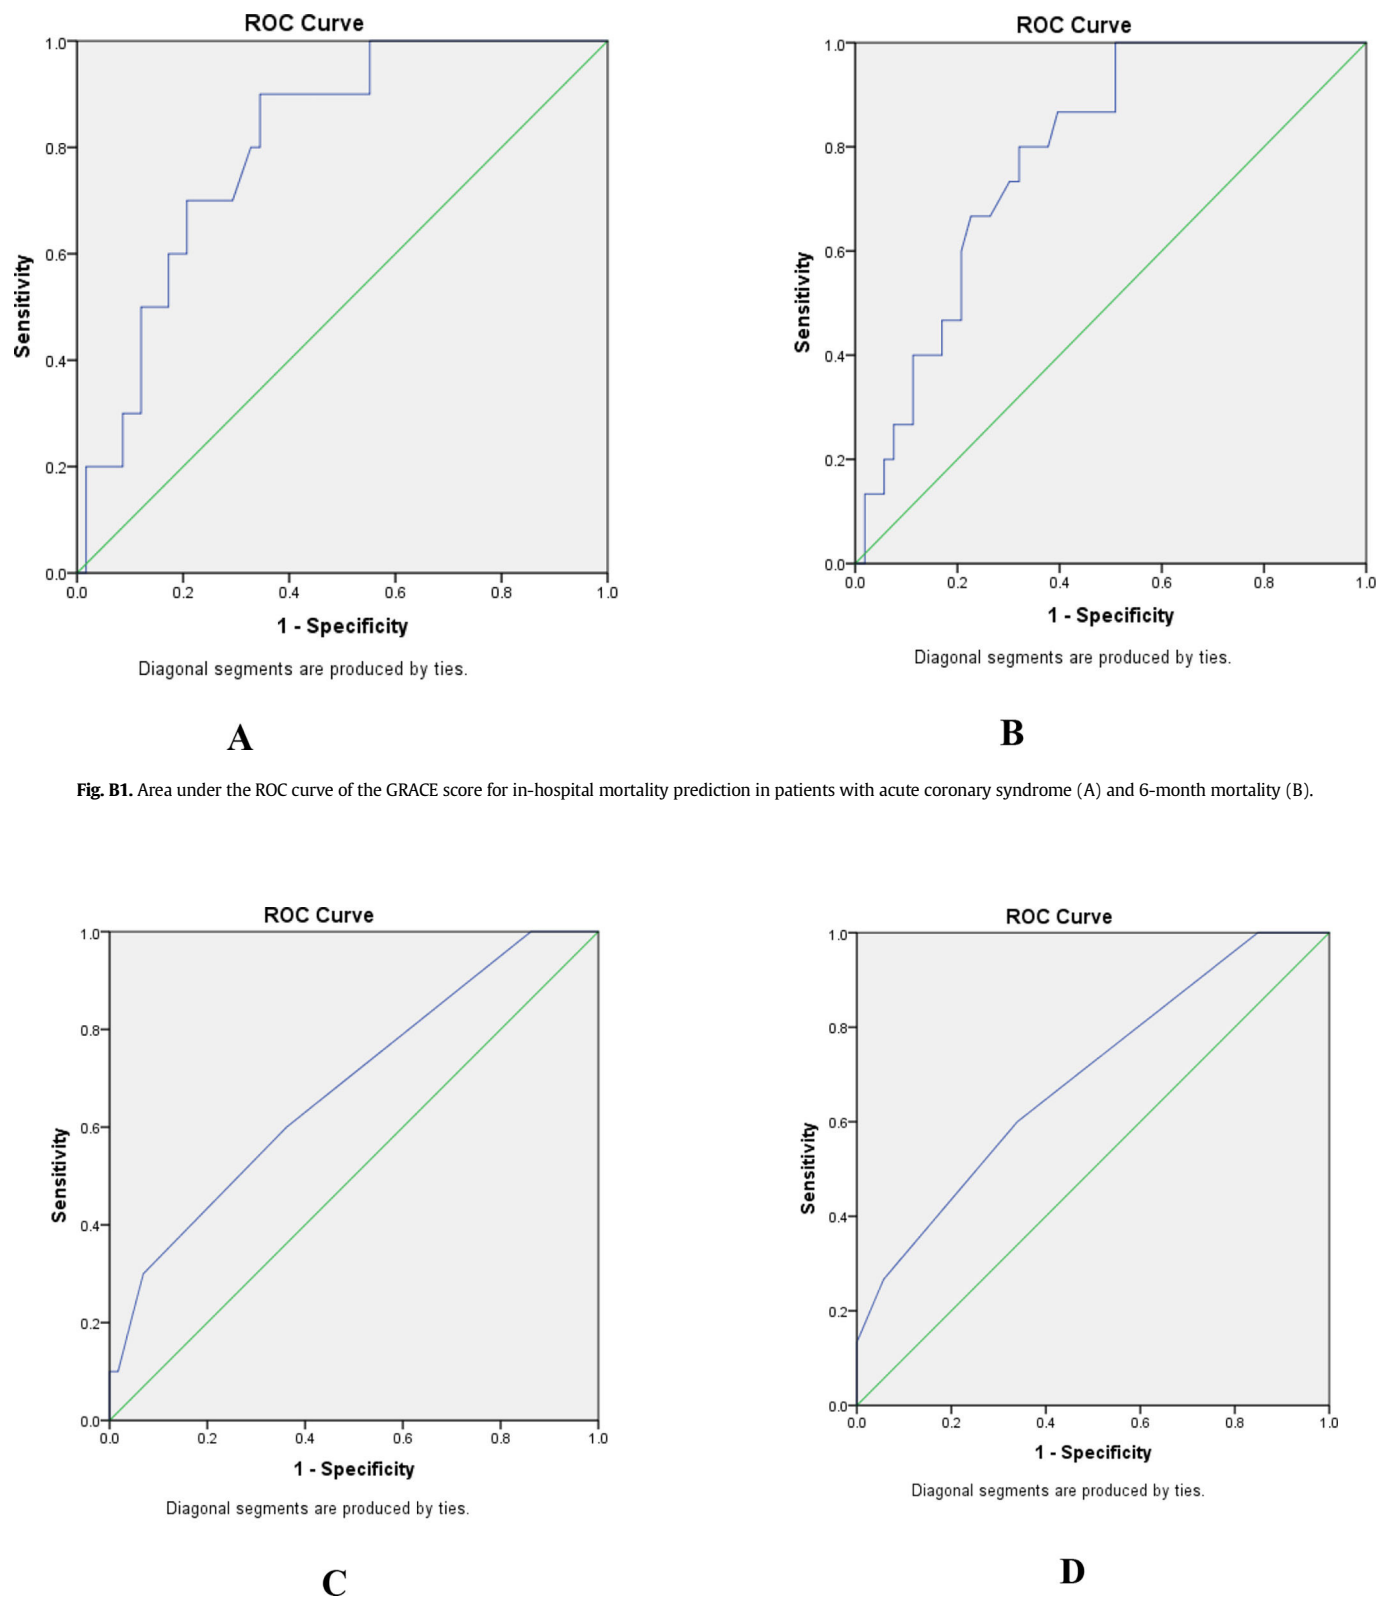 ROC Curve
1.0
0.8
0.6
0.4
0.2
0.0
Sensitivity
0.0 0.2 0.4 0.6 0.8 1.0
1 - Specificity
Diagonal segments are produced by ties.
A
ROC Curve
1.0
0.8
0.6
0.4
0.2
0.0
Sensitivity
0.0 0.2 0.4 0.6 0.8 1.0
1 - Specificity
Diagonal segments are produced by ties.
B
Fig. B1. Area under the ROC curve of the GRACE score for in-hospital mortality prediction in patients with acute coronary syndrome (A) and 6-month mortality (B).
ROC Curve
1.0
0.8
0.6
0.4
0.2
0.0
Sensitivity
0.0 0.2 0.4 0.6 0.8 1.0
1 - Specificity
Diagonal segments are produced by ties.
C
ROC Curve
1.0
0.8
0.6
0.4
0.2
0.0
Sensitivity
0.0 0.2 0.4 0.6 0.8 1.0
1 - Specificity
Diagonal segments are produced by ties.
D